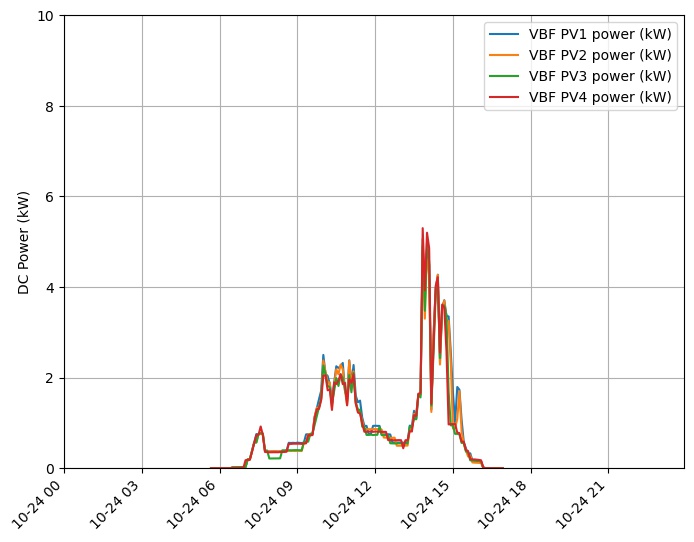 10
8
6
4
2
0
DC Power (kW)
VBF PV1 power (kW)
VBF PV2 power (kW)
VBF PV3 power (kW)
VBF PV4 power (kW)
10-24 00
10-24 03
10-24 06
10-24 09
10-24 12
10-24 15
10-24 18
10-24 21